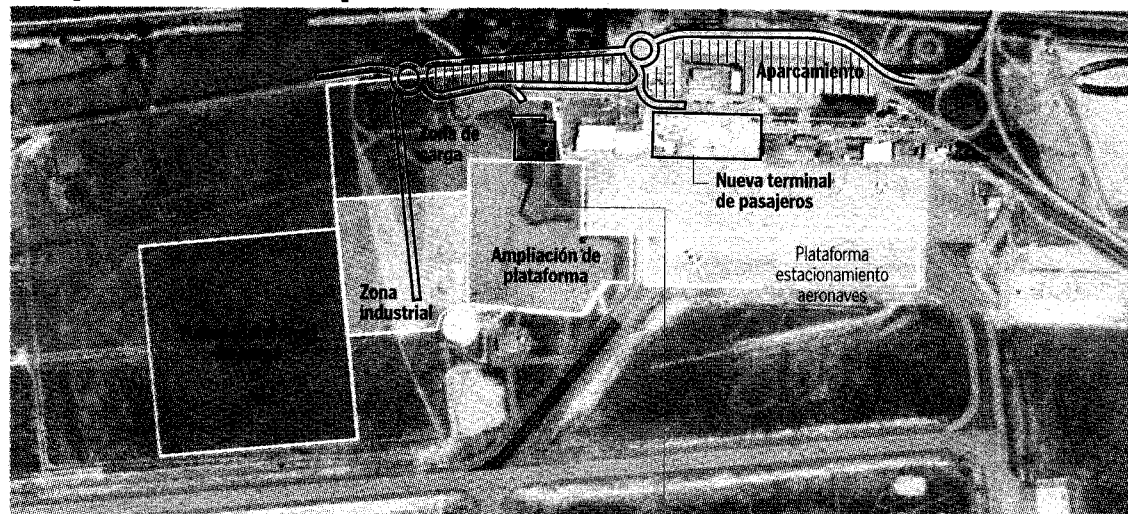 Aparcamiento
Zona de
carga
Nueva terminal
de pasajeros
Ampliación de
plataforma
Plataforma
estacionamiento
aeronaves
Zona
industrial